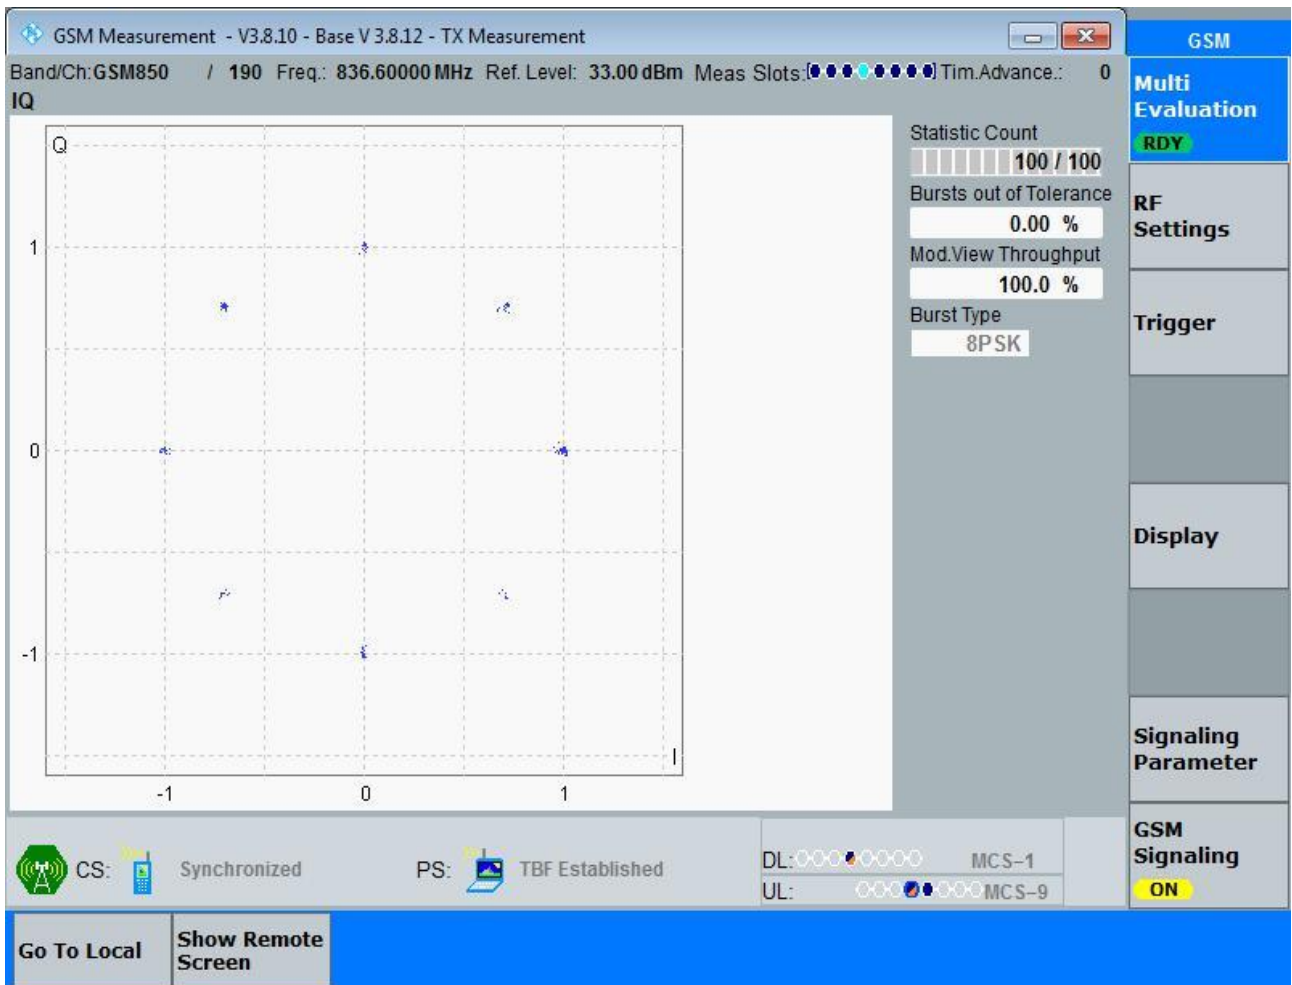 GSM Measurement - V3.8.10 - Base V 3.8.12 - TX Measurement
GSM
Band/Ch:GSM850 / 190 Freq.: 836.60000 MHz Ref. Level: 33.00 dBm Meas Slots: Tim.Advance.: 0
IQ
Multi
Evaluation
RDY
Q
Statistic Count
100 / 100
Bursts out of Tolerance
0.00 %
Mod.View Throughput
100.0 %
Burst Type
8PSK
RF
Settings
Trigger
Display
Signaling
Parameter
GSM
Signaling
ON
1
0
-1
I
-1 0 1
CS: Synchronized PS: TBF Established
DL: MCS-1
UL: MCS-9
Go To Local
Show Remote
Screen